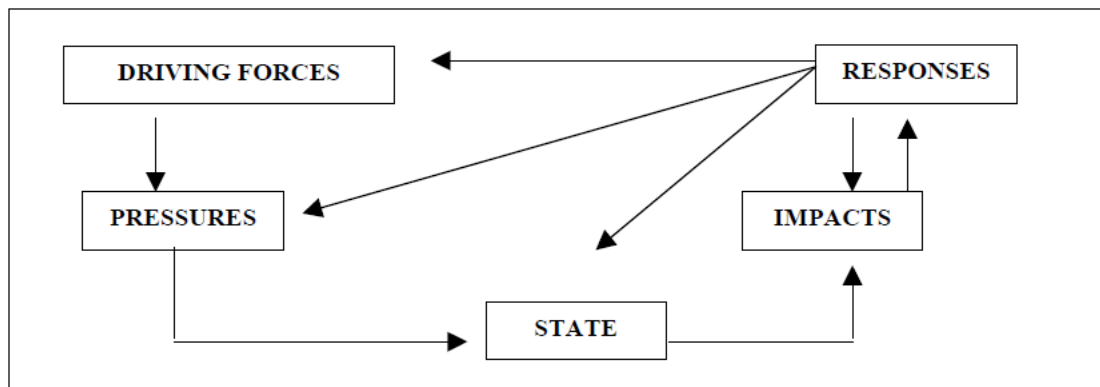 DRIVING FORCES
RESPONSES
PRESSURES
IMPACTS
STATE